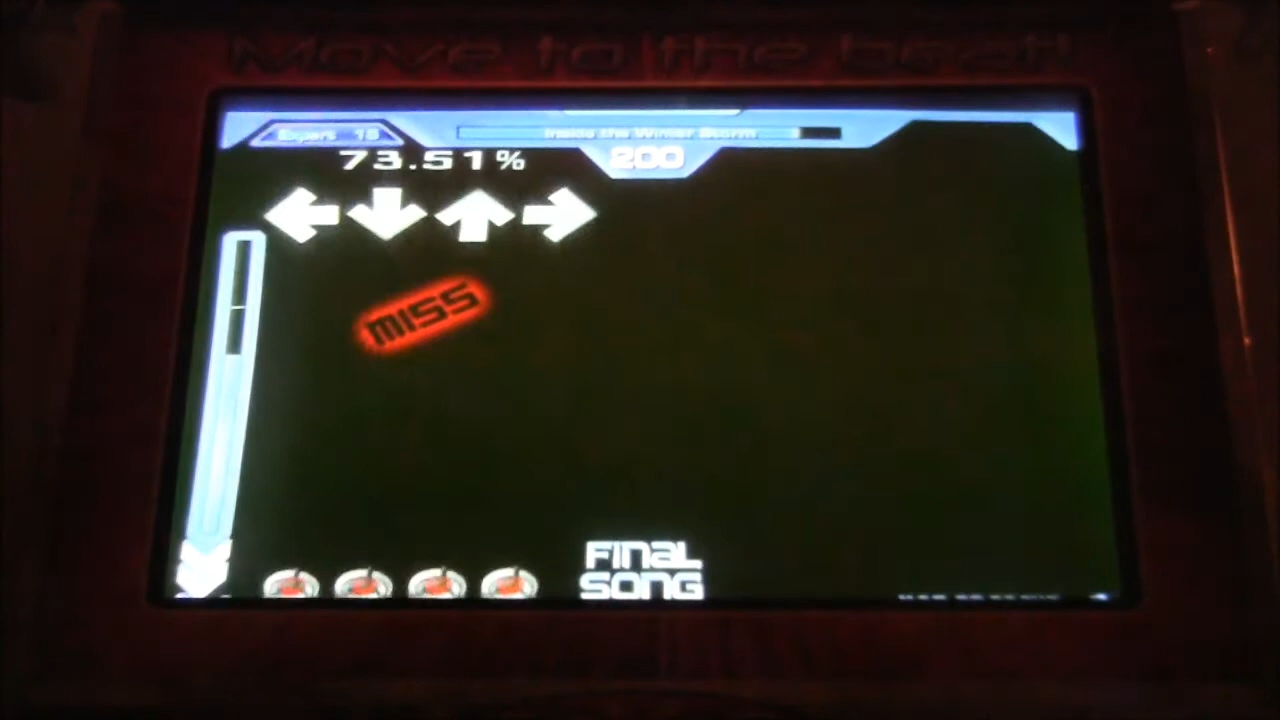 Move to the beat!
Expert 15
Inside the Winter Storm
73.51%
200
MISS
FINAL
SONG